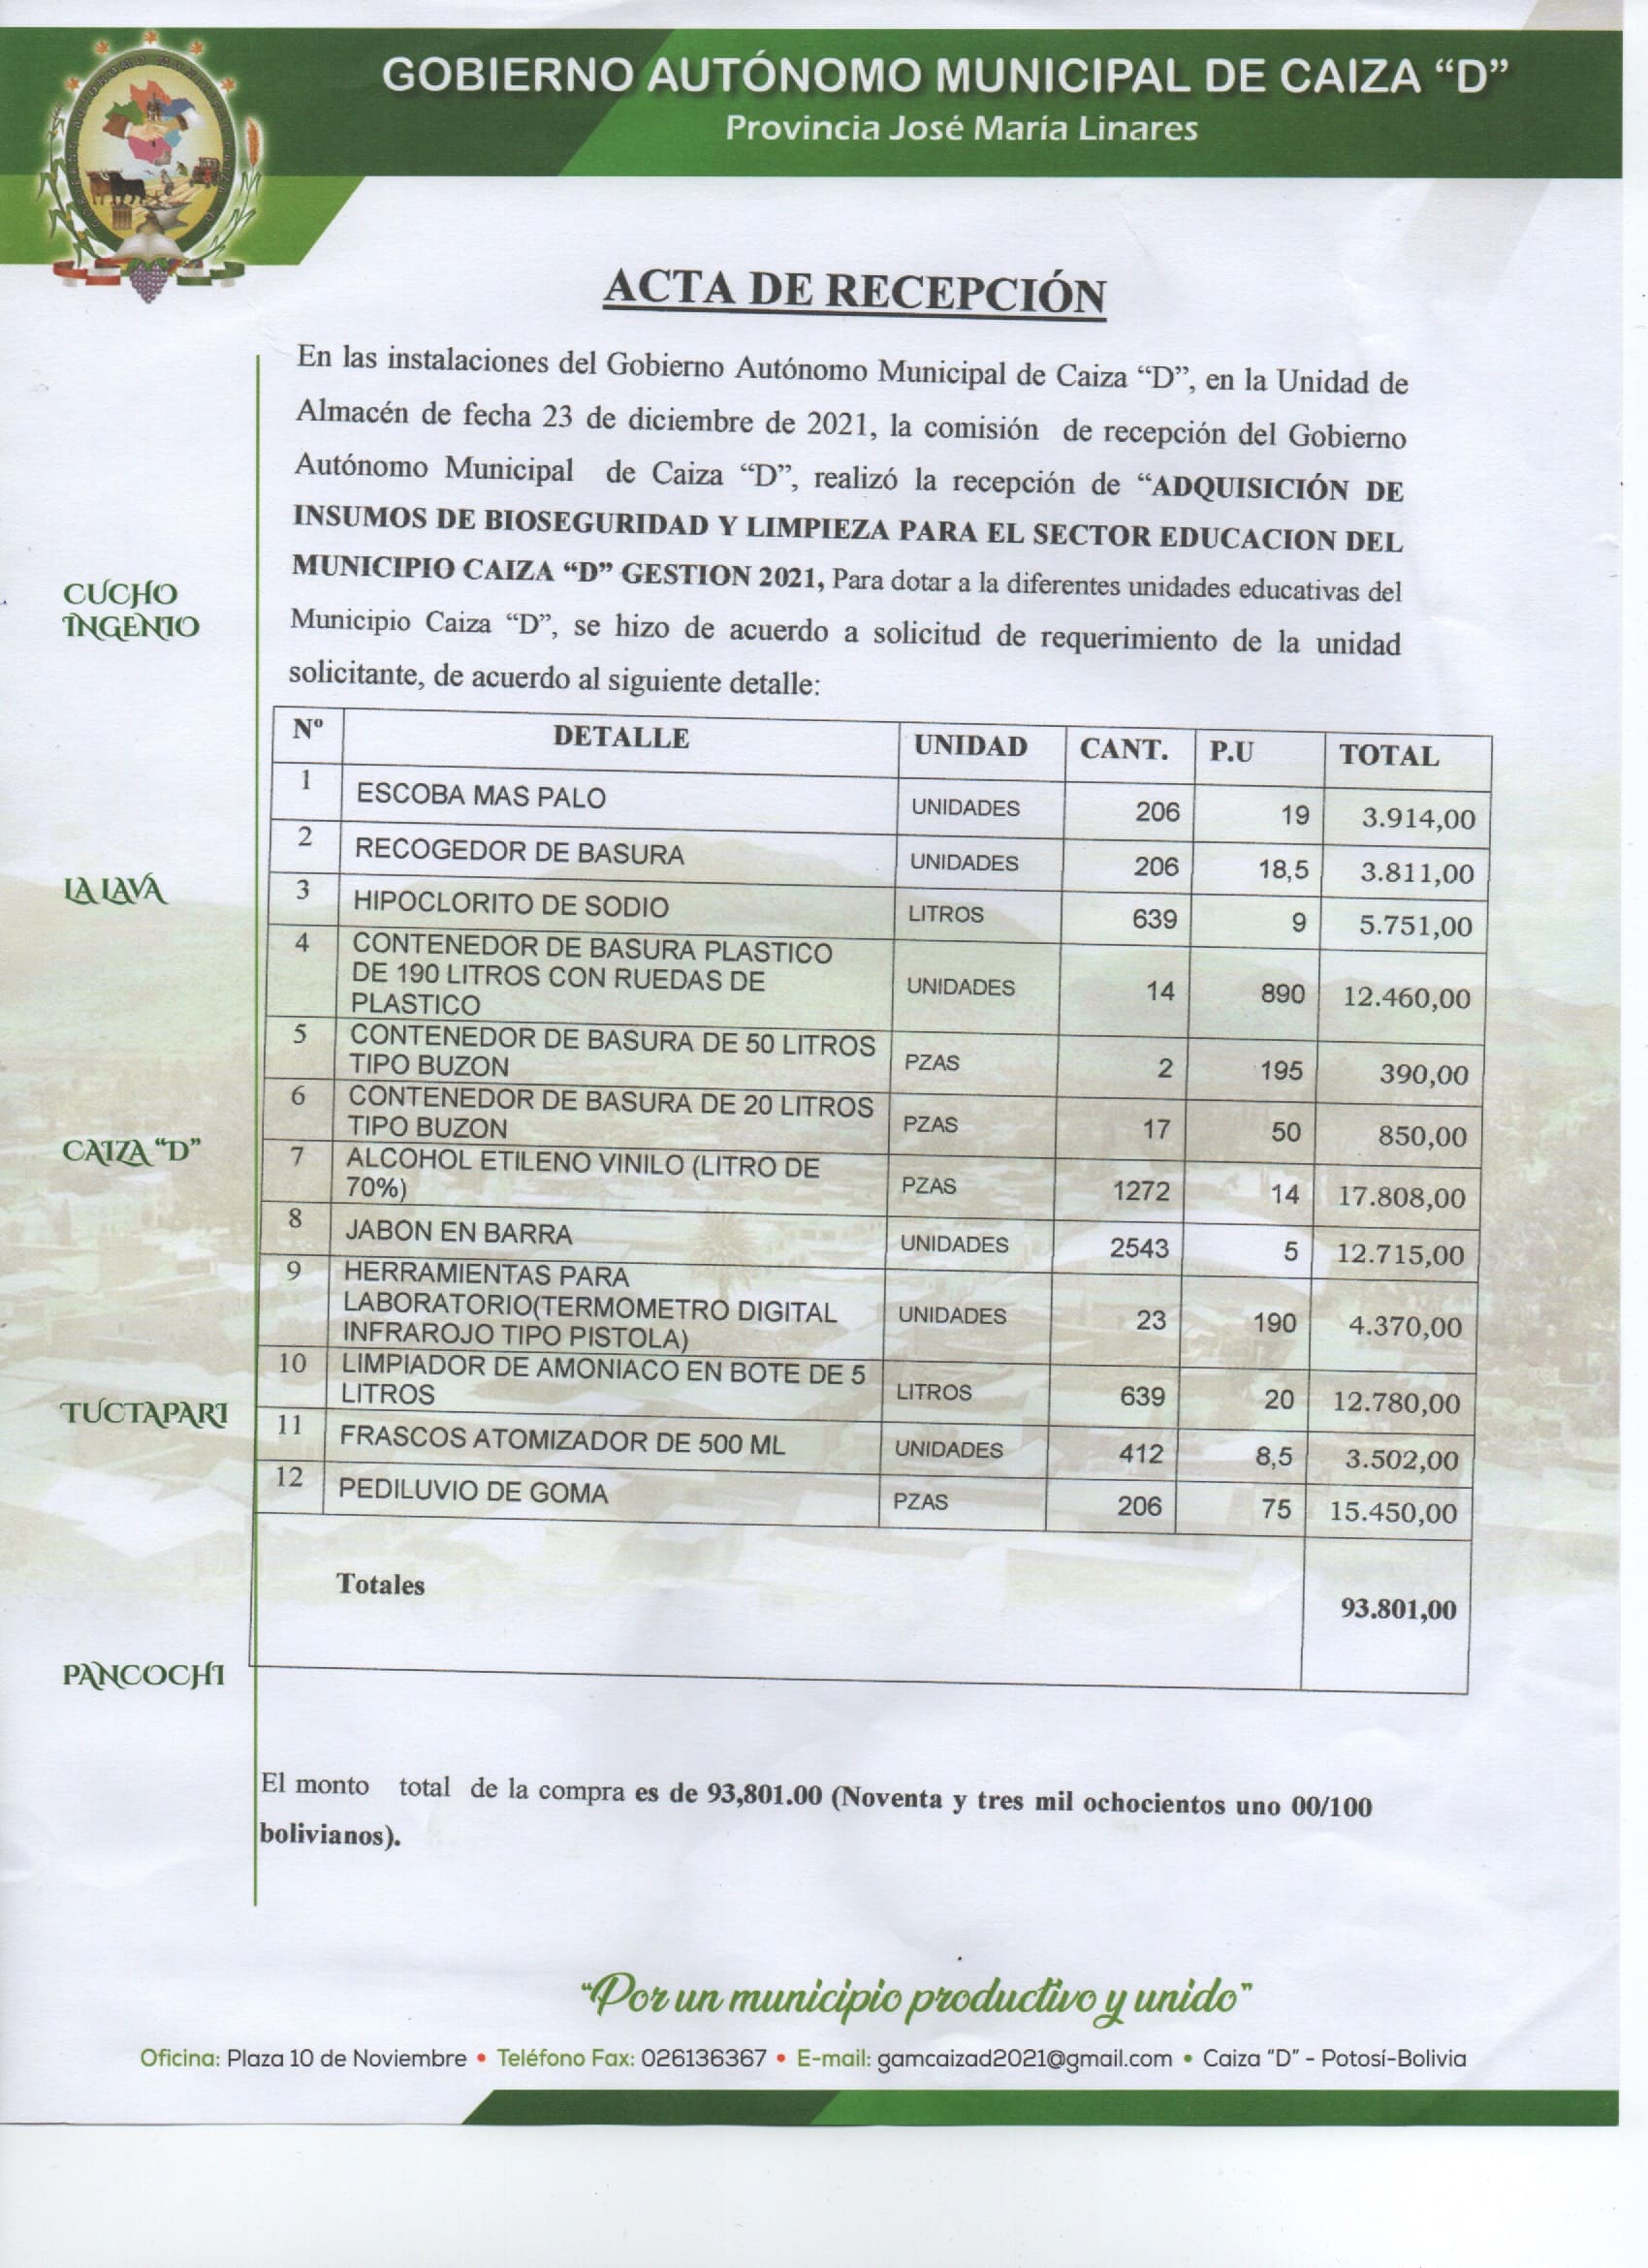 GOBIERNO AUTÓNOMO MUNICIPAL DE CAIZA “D”
Provincia José María Linares
ACTA DE RECEPCIÓN
En las instalaciones del Gobierno Autónomo Municipal de Caiza “D”, en la Unidad de
Almacén de fecha 23 de diciembre de 2021, la comisión de recepción del Gobierno
Autónomo Municipal de Caiza “D”, realizó la recepción de “ADQUISICIÓN DE
INSUMOS DE BIOSEGURIDAD Y LIMPIEZA PARA EL SECTOR EDUCACION DEL
MUNICIPIO CAIZA “D” GESTION 2021, Para dotar a la diferentes unidades educativas del
Municipio Caiza “D”, se hizo de acuerdo a solicitud de requerimiento de la unidad
solicitante, de acuerdo al siguiente detalle:
CUCHO
INGENIO
LA LAVA
CAIZA “D”
TUCTAPARI
PANCOCHI
Nº DETALLE UNIDAD CANT. P.U TOTAL
1 ESCOBA MAS PALO UNIDADES 206 19 3.914,00
2 RECOGEDOR DE BASURA UNIDADES 206 18,5 3.811,00
3 HIPOCLORITO DE SODIO LITROS 639 9 5.751,00
4 CONTENEDOR DE BASURA PLASTICO
DE 190 LITROS CON RUEDAS DE
PLASTICO UNIDADES 14 890 12.460,00
5 CONTENEDOR DE BASURA DE 50 LITROS
TIPO BUZON PZAS 2 195 390,00
6 CONTENEDOR DE BASURA DE 20 LITROS
TIPO BUZON PZAS 17 50 850,00
7 ALCOHOL ETILENO VINILO (LITRO DE
70%) PZAS 1272 14 17.808,00
8 JABON EN BARRA UNIDADES 2543 5 12.715,00
9 HERRAMIENTAS PARA
LABORATORIO(TERMOMETRO DIGITAL
INFRAROJO TIPO PISTOLA) UNIDADES 23 190 4.370,00
10 LIMPIADOR DE AMONIACO EN BOTE DE 5
LITROS LITROS 639 20 12.780,00
11 FRASCOS ATOMIZADOR DE 500 ML UNIDADES 412 8,5 3.502,00
12 PEDILUVIO DE GOMA PZAS 206 75 15.450,00
Totales 93.801,00
El monto total de la compra es de 93,801.00 (Noventa y tres mil ochocientos uno 00/100
bolivianos).
“Por un municipio productivo y unido”
Oficina: Plaza 10 de Noviembre • Teléfono Fax: 026136367 • E-mail: gamcaizad2021@gmail.com • Caiza “D” - Potosí-Bolivia